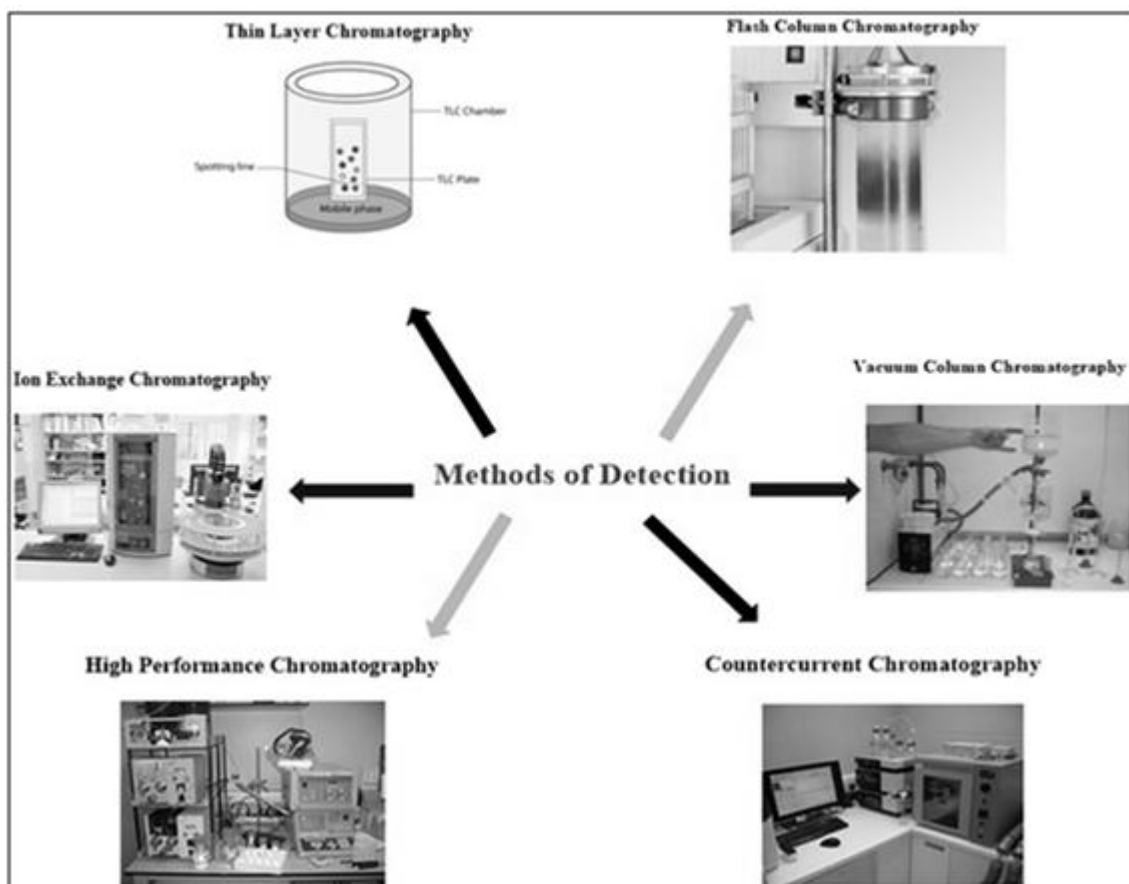 Thin Layer Chromatography
Flash Column Chromatography
TLC Chamber
Spotting line
TLC Plate
Mobile phase
Ion Exchange Chromatography
Vacuum Column Chromatography
Methods of Detection
High Performance Chromatography
Countercurrent Chromatography